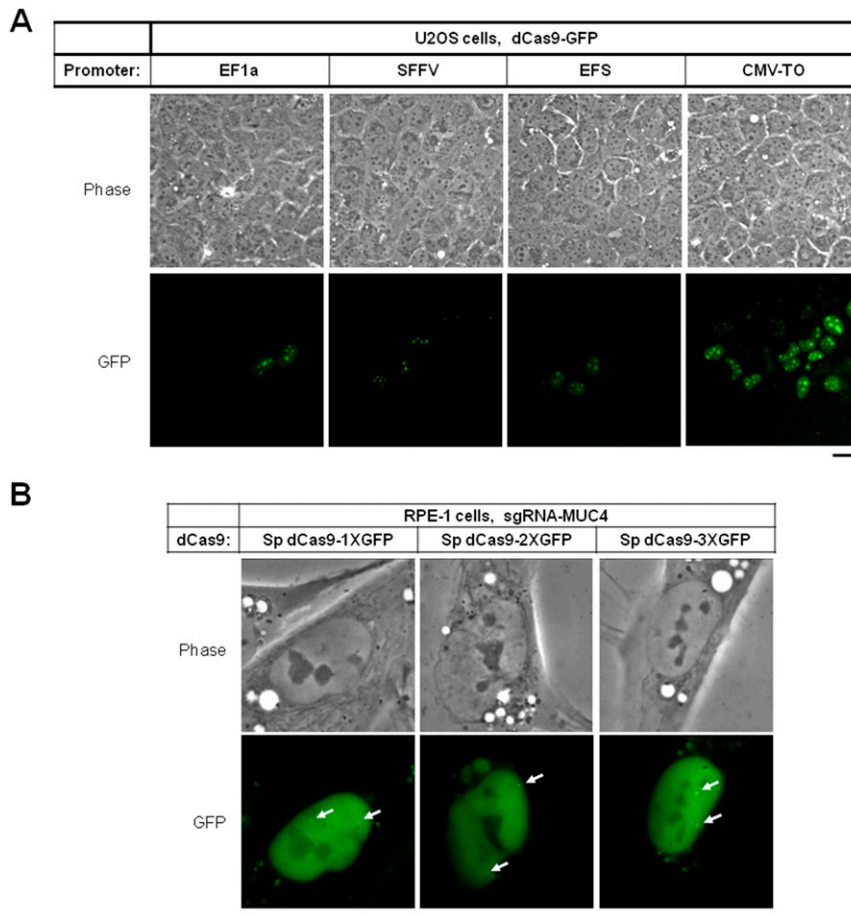 A
U2OS cells, dCas9-GFP
Promoter: EF1a SFFV EFS CMV-TO
Phase
GFP
B
RPE-1 cells, sgRNA-MUC4
dCas9: Sp dCas9-1XGFP Sp dCas9-2XGFP Sp dCas9-3XGFP
Phase
GFP